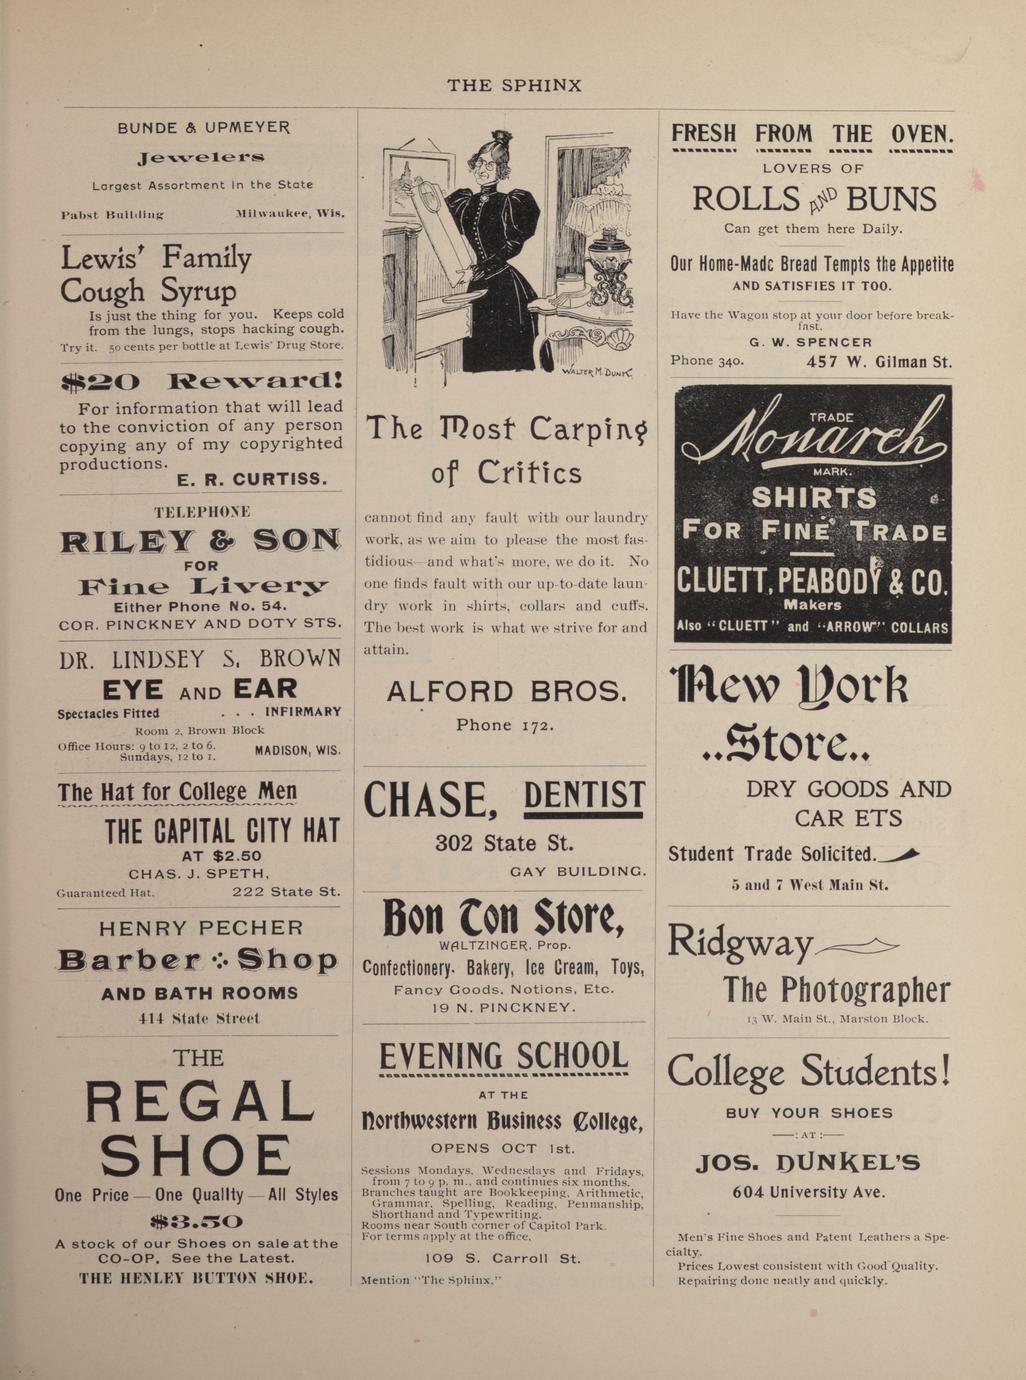 THE SPHINX
BUNDE & UPMEYER
Jewelers
Largest Assortment in the State
Pabst Building Milwaukee, Wis.
Lewis' Family
Cough Syrup
Is just the thing for you. Keeps cold
from the lungs, stops hacking cough.
Try it. 50 cents per bottle at Lewis' Drug Store.
$20 Reward!
For information that will lead
to the conviction of any person
copying any of my copyrighted
productions.
E. R. CURTISS.
TELEPHONE
RILEY & SON
FOR
Fine Livery
Either Phone No. 54.
COR. PINCKNEY AND DOTY STS.
DR. LINDSEY S. BROWN
EYE AND EAR
Spectacles Fitted . . . INFIRMARY
Room 2, Brown Block
Office Hours: 9 to 12, 2 to 6.
Sundays, 12 to 1.
MADISON, WIS.
The Hat for College Men
THE CAPITAL CITY HAT
AT $2.50
CHAS. J. SPETH,
Guaranteed Hat. 222 State St.
HENRY PECHER
Barber Shop
AND BATH ROOMS
414 State Street
THE
REGAL
SHOE
One Price—One Quality—All Styles
$3.50
A stock of our Shoes on sale at the
CO-OP. See the Latest.
THE HENLEY BUTTON SHOE.
WALTER M. DUNK.
The Most Carping
of Critics
cannot find any fault with our laundry
work, as we aim to please the most fas-
tidious—and what's more, we do it. No
one finds fault with our up-to-date laun-
dry work in shirts, collars and cuffs.
The best work is what we strive for and
attain.
ALFORD BROS.
Phone 172.
CHASE, DENTIST
302 State St.
GAY BUILDING.
Bon Ton Store,
WALTZINGER, Prop.
Confectionery. Bakery, Ice Cream, Toys,
Fancy Goods. Notions, Etc.
19 N. PINCKNEY.
EVENING SCHOOL
AT THE
Northwestern Business College,
OPENS OCT 1st.
Sessions Mondays, Wednesdays and Fridays,
from 7 to 9 p. m., and continues six months.
Branches taught are Bookkeeping, Arithmetic,
Grammar, Spelling, Reading, Penmanship,
Shorthand and Typewriting.
Rooms near South corner of Capitol Park.
For terms apply at the office,
109 S. Carroll St.
Mention "The Sphinx."
FRESH FROM THE OVEN.
LOVERS OF
ROLLS AND BUNS
Can get them here Daily.
Our Home-Made Bread Tempts the Appetite
AND SATISFIES IT TOO.
Have the Wagon stop at your door before break-
fast.
G. W. SPENCER
Phone 340. 457 W. Gilman St.
TRADE
Monarch
MARK.
SHIRTS
FOR FINE TRADE
CLUETT, PEABODY & CO.
Makers
Also "CLUETT" and "ARROW" COLLARS
New York
..Store..
DRY GOODS AND
CAR ETS
Student Trade Solicited.
5 and 7 West Main St.
Ridgway
The Photographer
13 W. Main St., Marston Block.
College Students!
BUY YOUR SHOES
—: AT :—
JOS. DUNKEL'S
604 University Ave.
Men's Fine Shoes and Patent Leathers a Spe-
cialty.
Prices Lowest consistent with Good Quality.
Repairing done neatly and quickly.